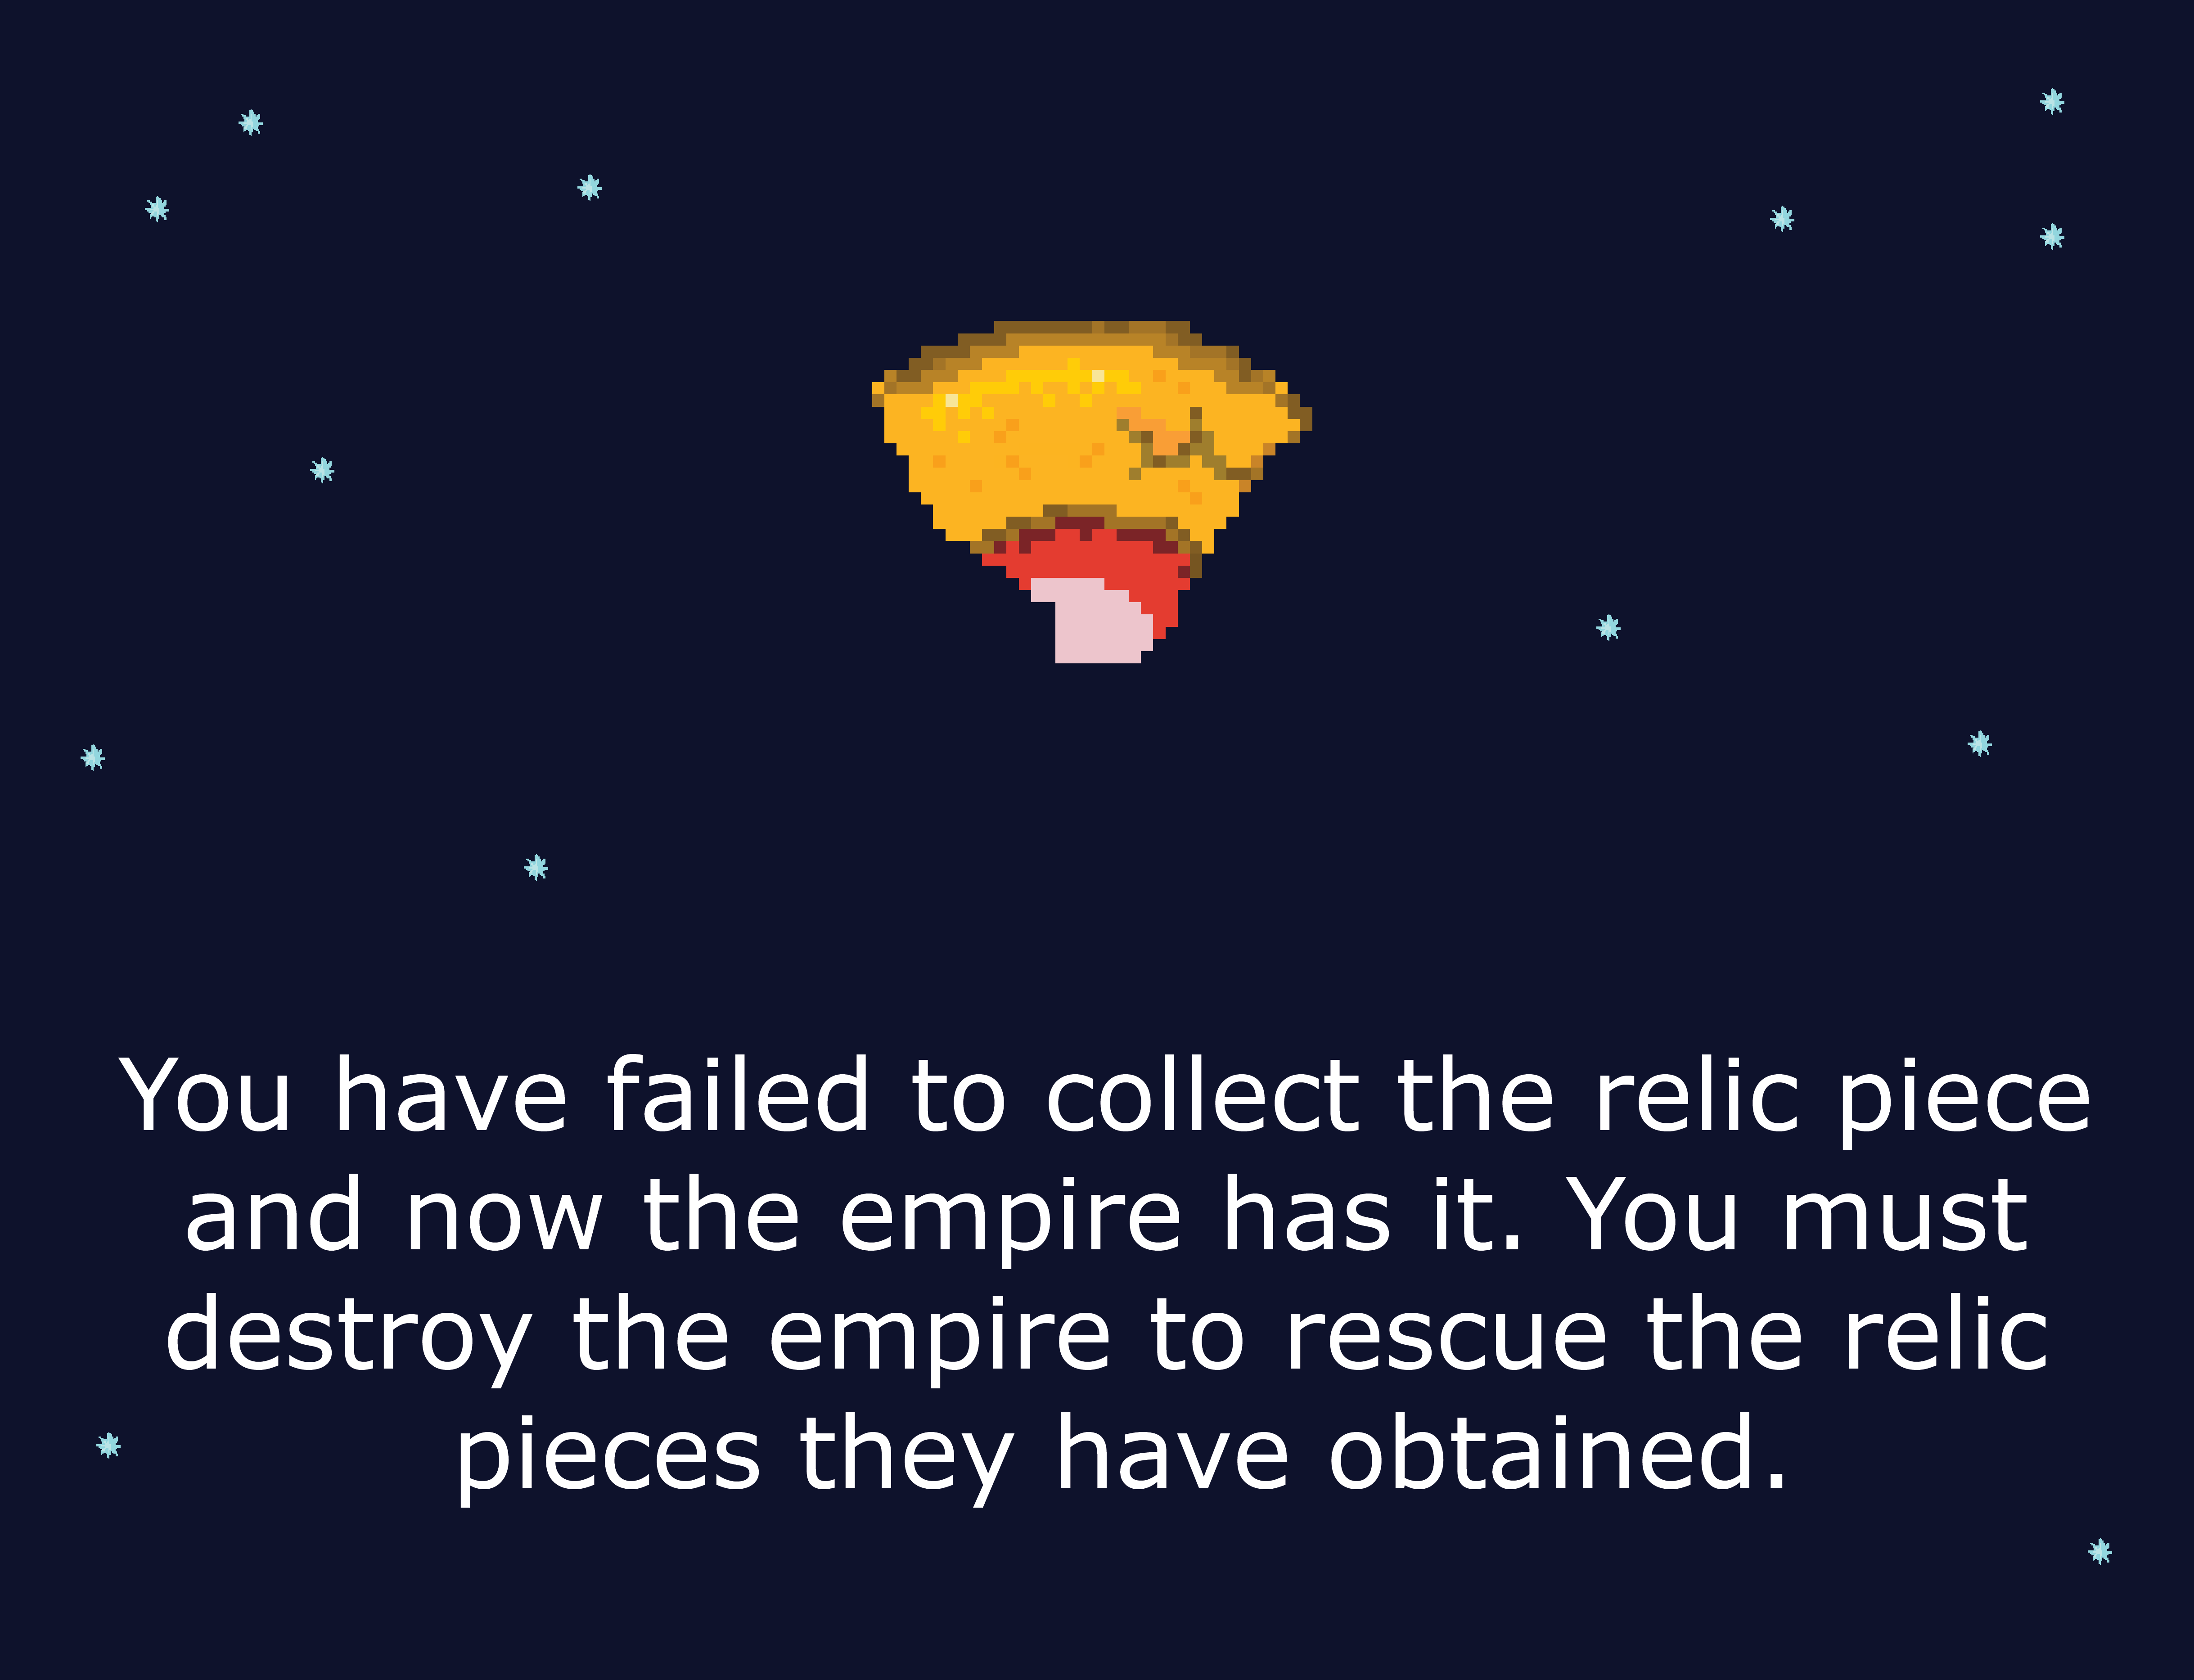 You have failed to collect the relic piece
and now the empire has it. You must
destroy the empire to rescue the relic
pieces they have obtained.